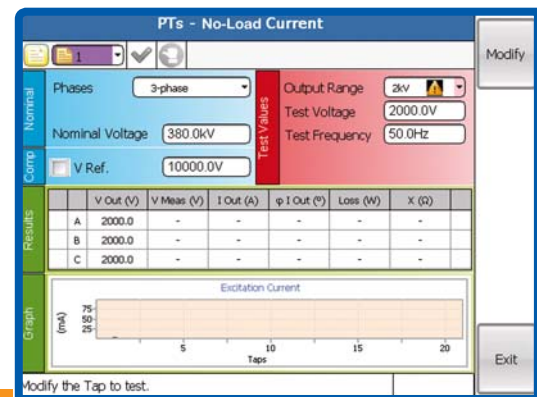 PTs - No-Load Current
1
Modify
Nominal
Phases 3-phase
Nominal Voltage 380.0kV
Comp
V Ref. 10000.0V
Test Values
Output Range 2kV
Test Voltage 2000.0V
Test Frequency 50.0Hz
Results
V Out (V) V Meas (V) I Out (A) φ I Out (º) Loss (W) X (Ω)
A 2000.0 - - - - -
B 2000.0 - - - - -
C 2000.0 - - - - -
Graph
Excitation Current
(mA)
75
50
25
5 10 15 20
Taps
Exit
Modify the Tap to test.